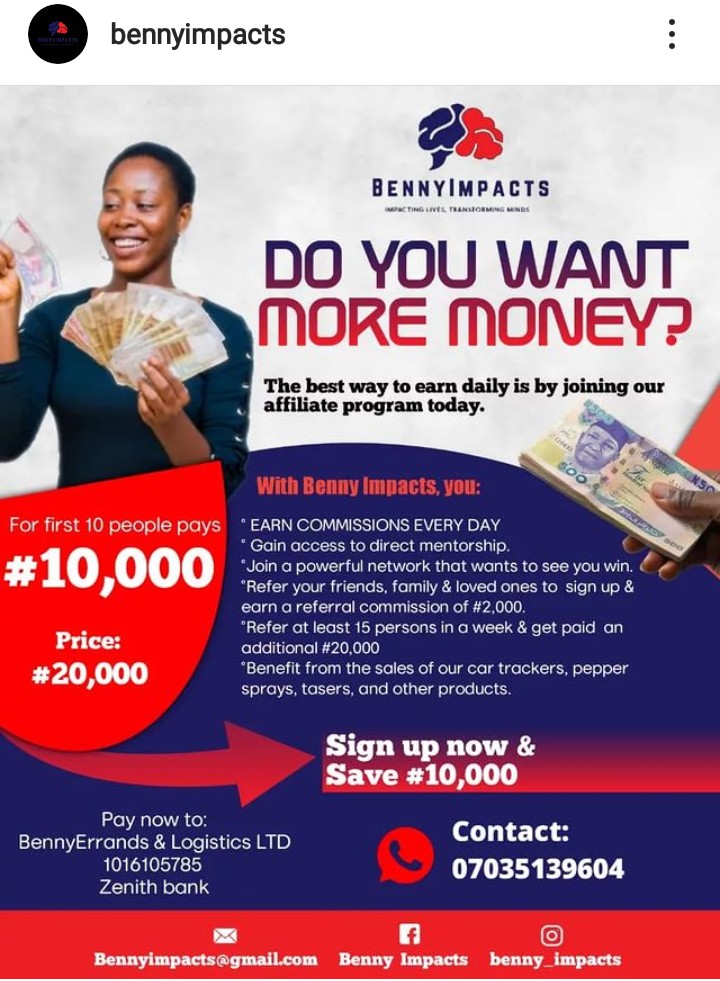 bennyimpacts
BENNYIMPACTS
IMPACTING LIVES, TRANSFORMING MINDS
DO YOU WANT
MORE MONEY?
The best way to earn daily is by joining our
affiliate program today.
With Benny Impacts, you:
° EARN COMMISSIONS EVERY DAY
° Gain access to direct mentorship.
°Join a powerful network that wants to see you win.
°Refer your friends, family & loved ones to sign up &
earn a referral commission of #2,000.
°Refer at least 15 persons in a week & get paid an
additional #20,000
°Benefit from the sales of our car trackers, pepper
sprays, tasers, and other products.
For first 10 people pays
#10,000
Price:
#20,000
Sign up now &
Save #10,000
Pay now to:
BennyErrands & Logistics LTD
1016105785
Zenith bank
Contact:
07035139604
Bennyimpacts@gmail.com
Benny Impacts
benny_impacts